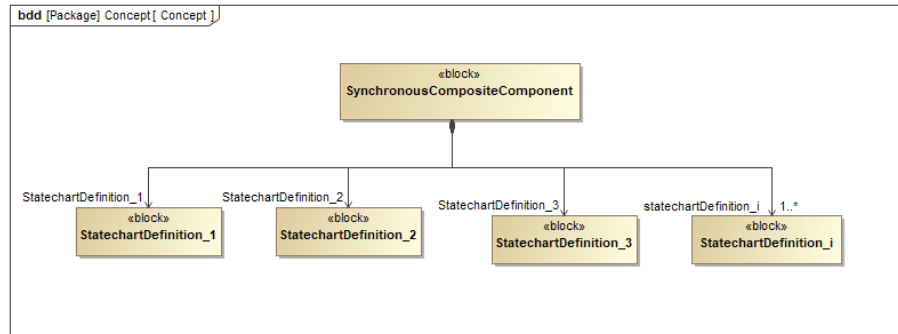 bdd [Package] Concept [ Concept ]
«block»
SynchronousCompositeComponent
StatechartDefinition_1
StatechartDefinition_2
StatechartDefinition_3
statechartDefinition_i
1..*
«block»
StatechartDefinition_1
«block»
StatechartDefinition_2
«block»
StatechartDefinition_3
«block»
StatechartDefinition_i